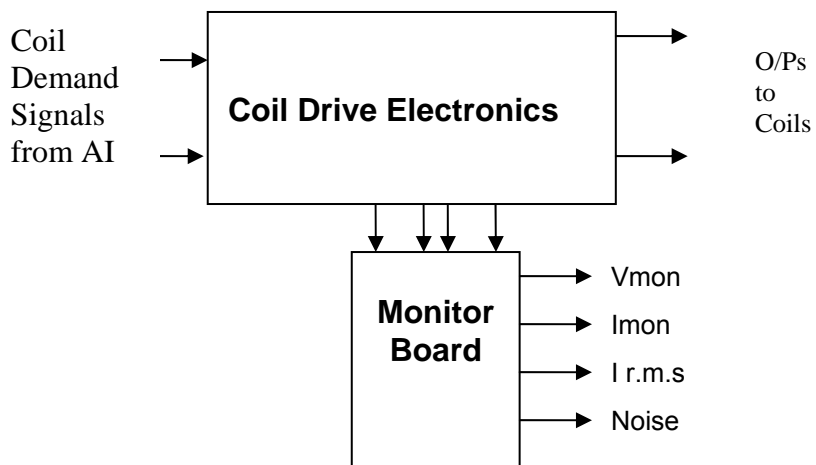 Coil
Demand
Signals
from AI
Coil Drive Electronics
O/Ps
to
Coils
Monitor
Board
Vmon
Imon
I r.m.s
Noise